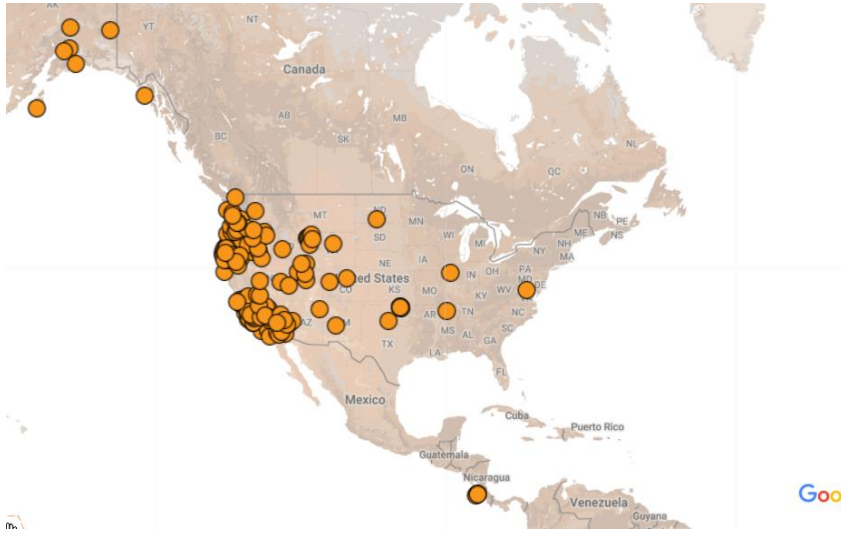 AK
YT
NT
Canada
BC
AB
SK
MB
ON
QC
NL
NB
PE
NS
ME
NH
MA
NY
MT
ND
SD
MN
WI
MI
IA
NE
IN
OH
PA
MD
DE
ed States
CO
KS
MO
KY
WV
NC
AZ
M
AR
TN
MS
AL
SC
GA
TX
LA
FL
Mexico
Cuba
Puerto Rico
Guatemala
Nicaragua
Venezuela
Guyana
Goo